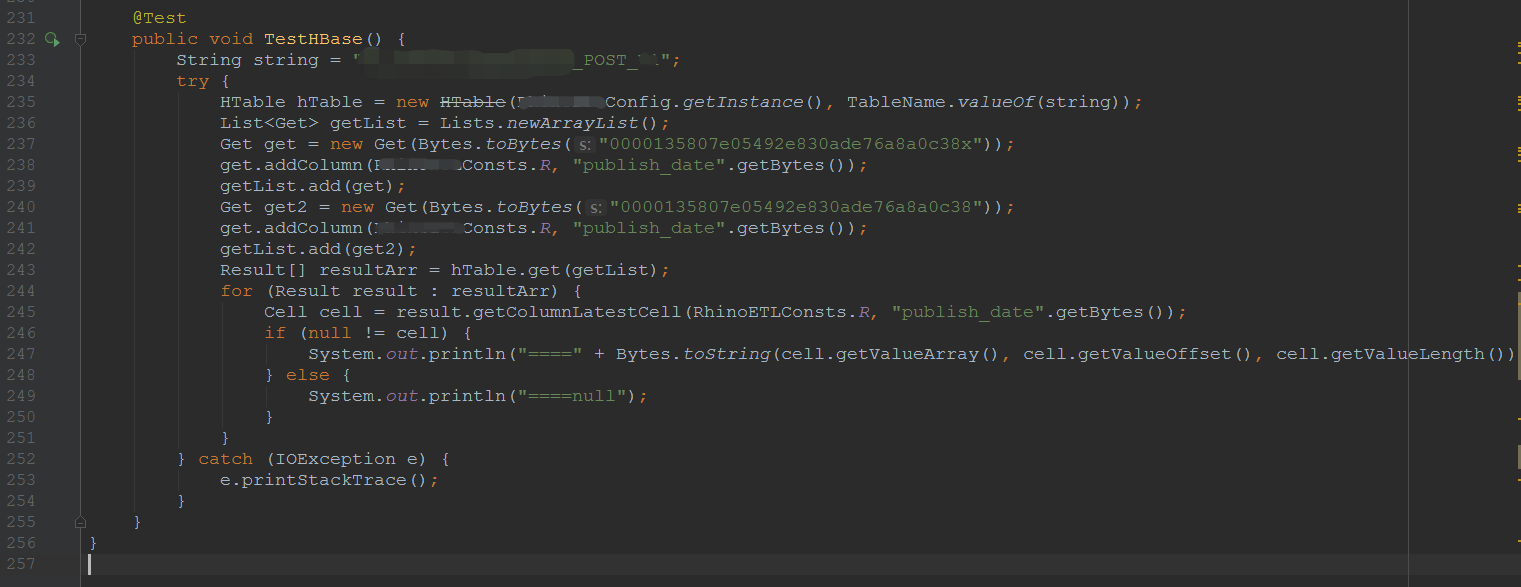 231 @Test
232 public void TestHBase() {
233 String string = " _POST_ ";
234 try {
235 HTable hTable = new HTable( Config.getInstance(), TableName.valueOf(string));
236 List<Get> getList = Lists.newArrayList();
237 Get get = new Get(Bytes.toBytes( s: "0000135807e05492e830ade76a8a0c38x"));
238 get.addColumn( Consts.R, "publish_date".getBytes());
239 getList.add(get);
240 Get get2 = new Get(Bytes.toBytes( s: "0000135807e05492e830ade76a8a0c38"));
241 get.addColumn( Consts.R, "publish_date".getBytes());
242 getList.add(get2);
243 Result[] resultArr = hTable.get(getList);
244 for (Result result : resultArr) {
245 Cell cell = result.getColumnLatestCell(RhinoETLConsts.R, "publish_date".getBytes());
246 if (null != cell) {
247 System.out.println("====" + Bytes.toString(cell.getValueArray(), cell.getValueOffset(), cell.getValueLength())
248 } else {
249 System.out.println("====null");
250 }
251 }
252 } catch (IOException e) {
253 e.printStackTrace();
254 }
255 }
256 }
257